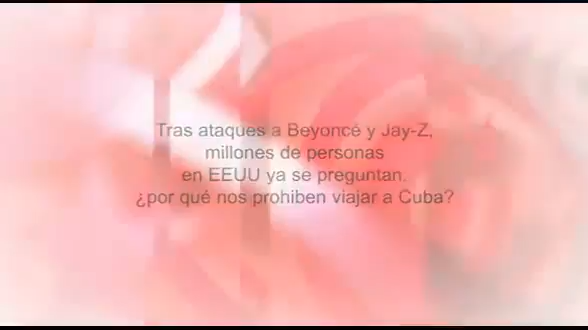 Tras ataques a Beyoncé y Jay-Z,
millones de personas
en EEUU ya se preguntan.
¿por qué nos prohiben viajar a Cuba?